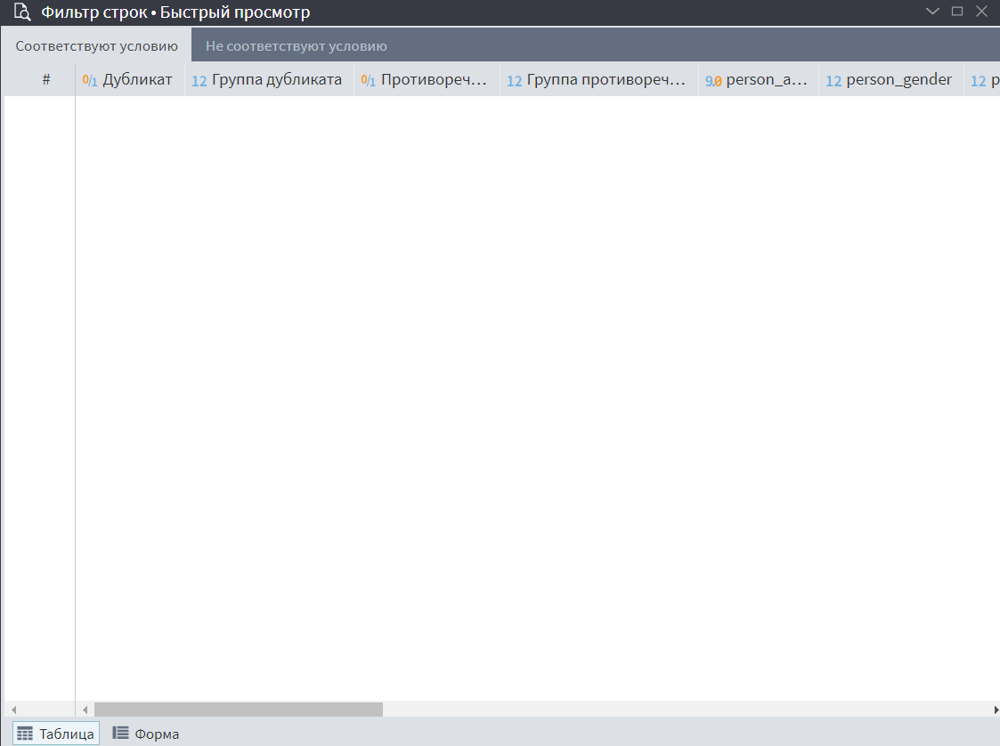 Фильтр строк • Быстрый просмотр
Соответствуют условию Не соответствуют условию
# 0/1 Дубликат 12 Группа дубликата 0/1 Противореч... 12 Группа противореч... 9.0 person_a... 12 person_gender 12 p
Таблица Форма